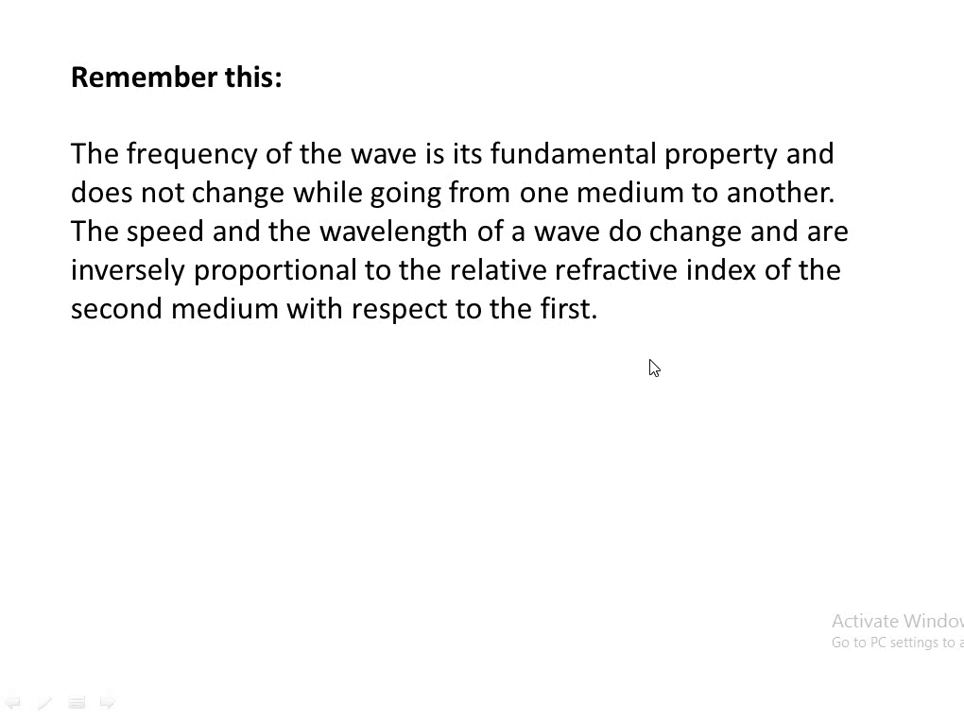 Remember this:
The frequency of the wave is its fundamental property and
does not change while going from one medium to another.
The speed and the wavelength of a wave do change and are
inversely proportional to the relative refractive index of the
second medium with respect to the first.
Activate Window
Go to PC settings to a